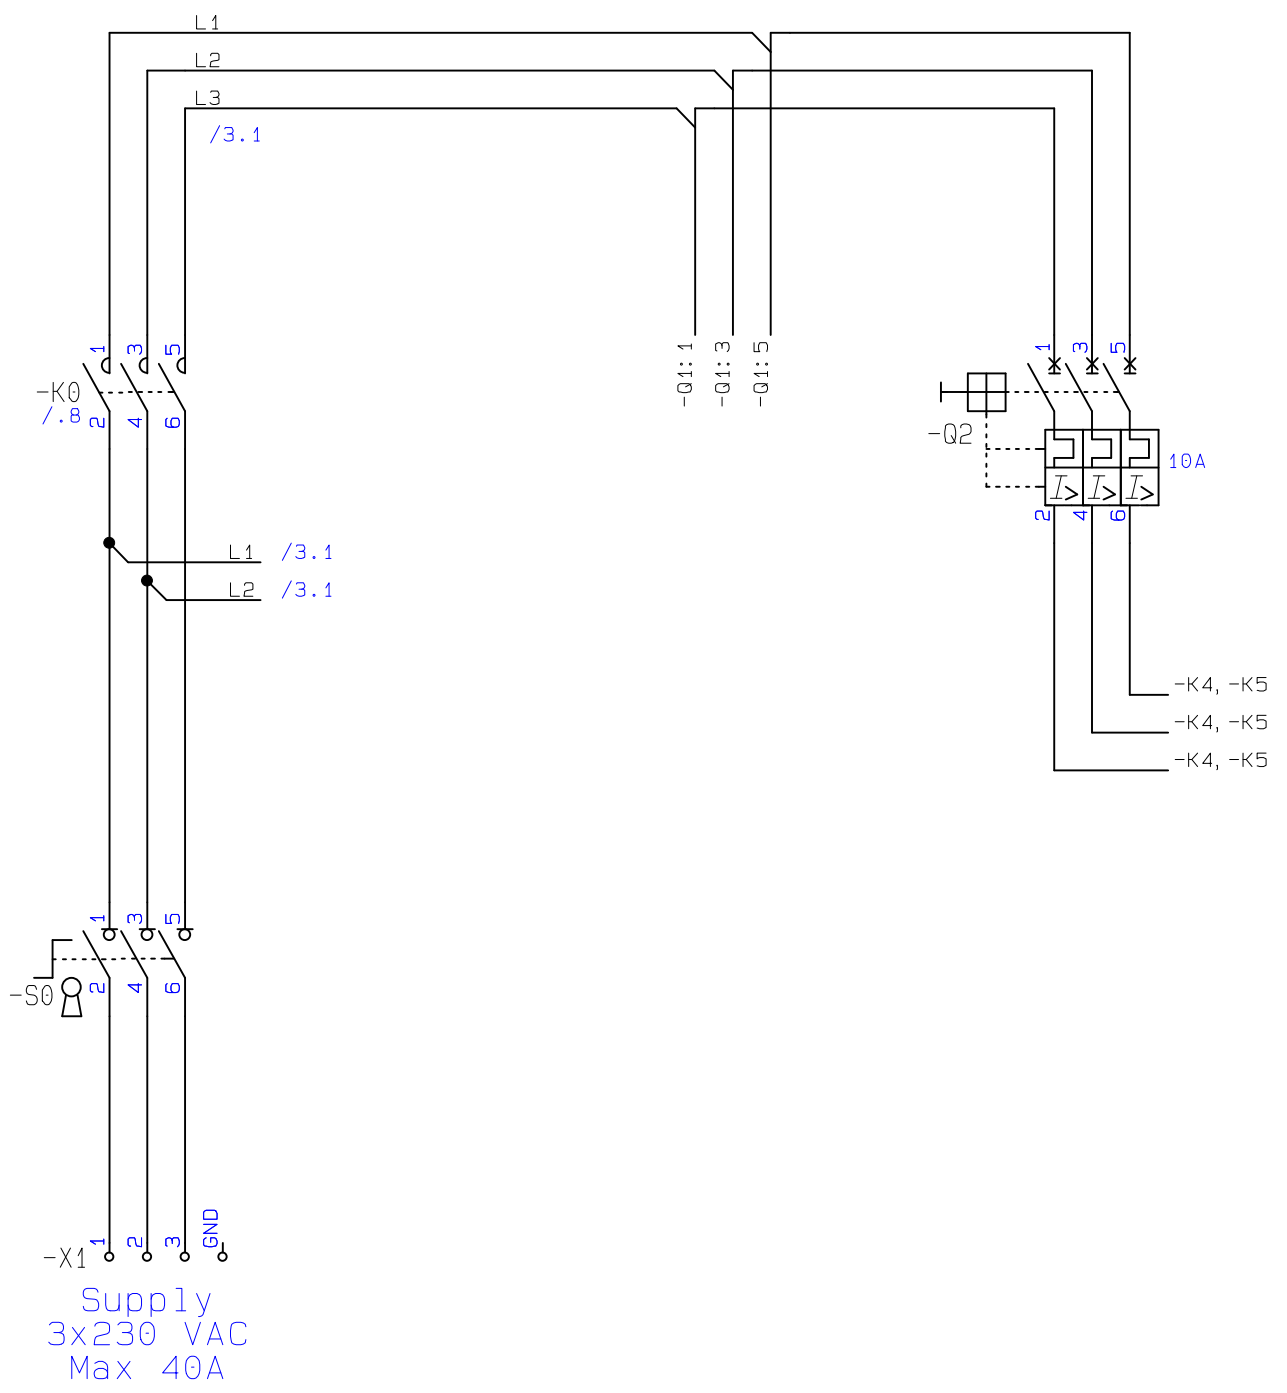 L1
L2
L3
/3.1
1 3 5
-K0
/.8
2 4 6
-Q1:1
-Q1:3
-Q1:5
1 3 5
-Q2
10A
I> I> I>
2 4 6
L1 /3.1
L2 /3.1
-K4, -K5
-K4, -K5
-K4, -K5
1 3 5
-S0
2 4 6
-X1
1 2 3 GND
Supply
3x230 VAC
Max 40A